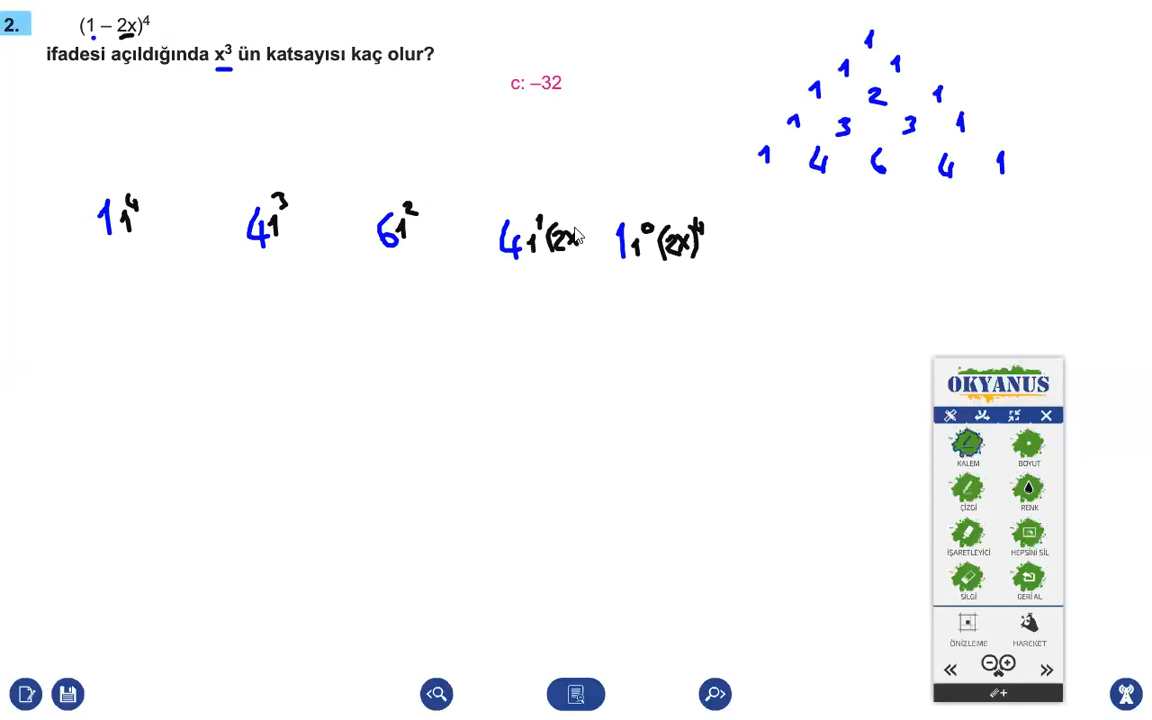 2.
(1 – 2x)⁴
ifadesi açıldığında x³ ün katsayısı kaç olur?
c: –32
1
1 1
1 2 1
1 3 3 1
1 4 6 4 1
1 1⁴ 4 1³ 6 1² 4 1¹ (2x 1 1⁰ (2x)⁴
OKYANUS
KALEM BOYUT
ÇİZGİ RENK
İŞARETLEYİCİ HEPSİNİ SİL
SİLGİ GERİ AL
ÖNİZLEME HAREKET